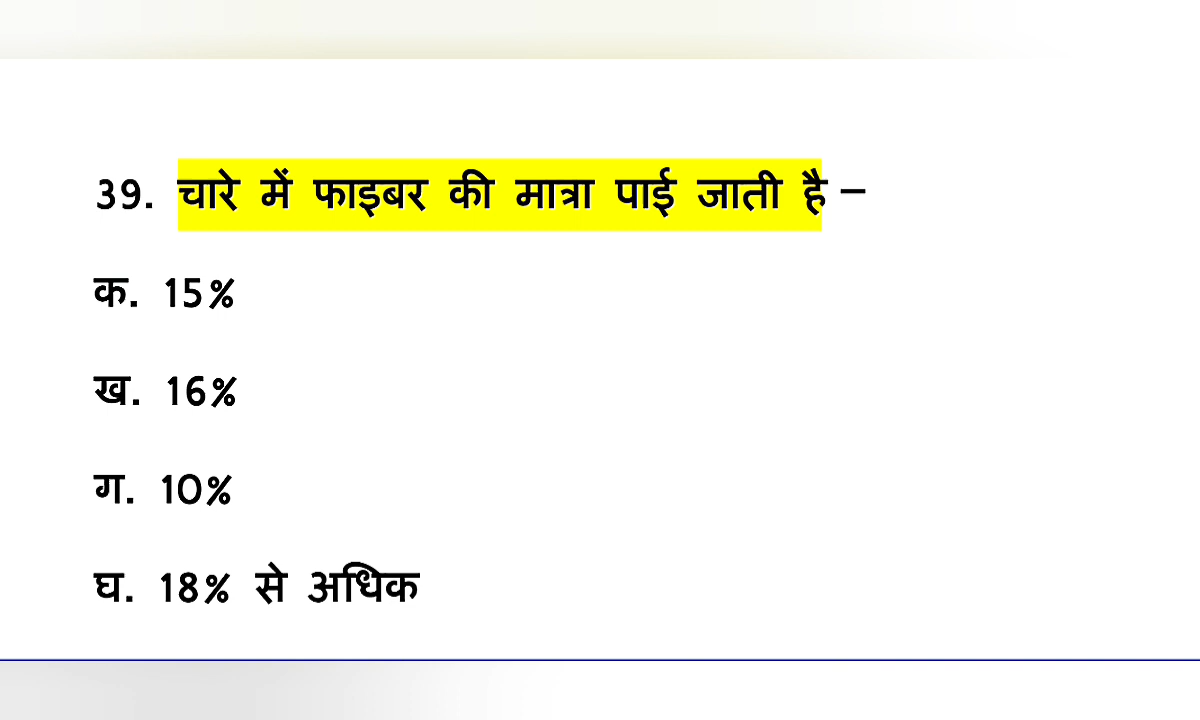 39. चारे में फाइबर की मात्रा पाई जाती है –
क. 15%
ख. 16%
ग. 10%
घ. 18% से अधिक